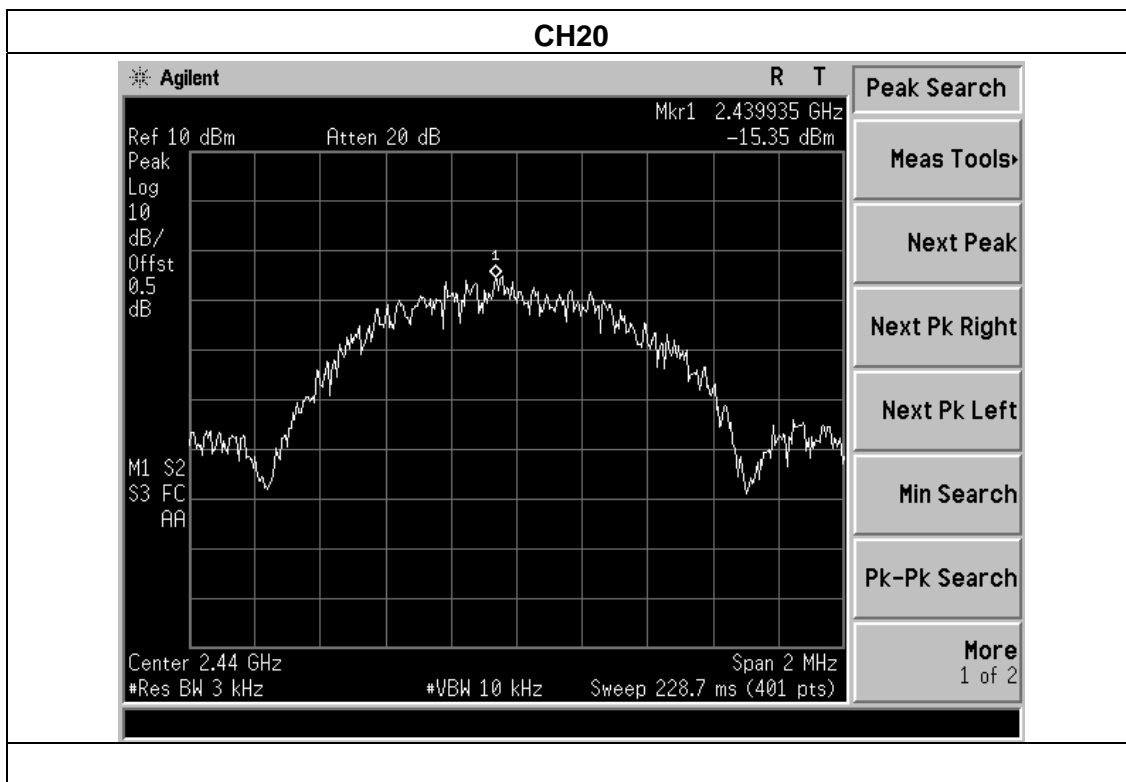 CH20
Agilent R T
Peak Search
Mkr1 2.439935 GHz
Ref 10 dBm Atten 20 dB -15.35 dBm
Peak
Log
10
dB/
Offst
0.5
dB
1
M1 S2
S3 FC
AA
Center 2.44 GHz Span 2 MHz
#Res BW 3 kHz #VBW 10 kHz Sweep 228.7 ms (401 pts)
Meas Tools
Next Peak
Next Pk Right
Next Pk Left
Min Search
Pk-Pk Search
More
1 of 2